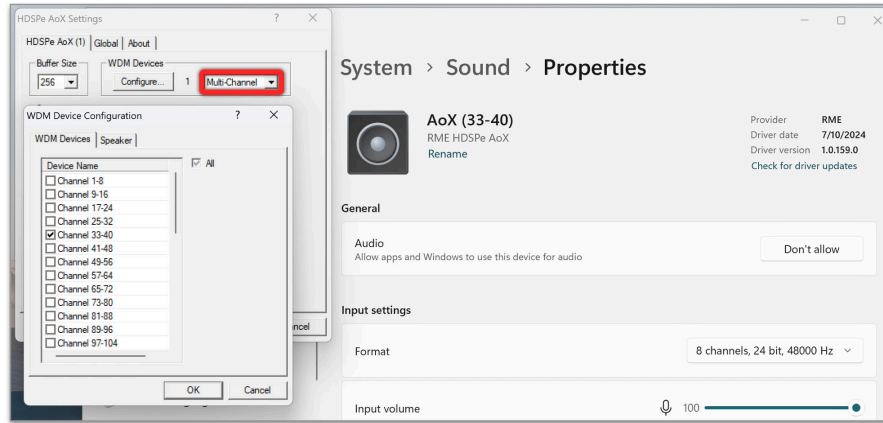 HDSPe AoX Settings
HDSPe AoX (1) Global About
Buffer Size
256
WDM Devices
Configure... 1 Multi-Channel
WDM Device Configuration
WDM Devices Speaker
Device Name
All
Channel 1-8
Channel 9-16
Channel 17-24
Channel 25-32
Channel 33-40
Channel 41-48
Channel 49-56
Channel 57-64
Channel 65-72
Channel 73-80
Channel 81-88
Channel 89-96
Channel 97-104
OK Cancel
ncel
System > Sound > Properties
AoX (33-40)
RME HDSPe AoX
Rename
Provider RME
Driver date 7/10/2024
Driver version 1.0.159.0
Check for driver updates
General
Audio
Allow apps and Windows to use this device for audio
Don't allow
Input settings
Format
8 channels, 24 bit, 48000 Hz
Input volume
100